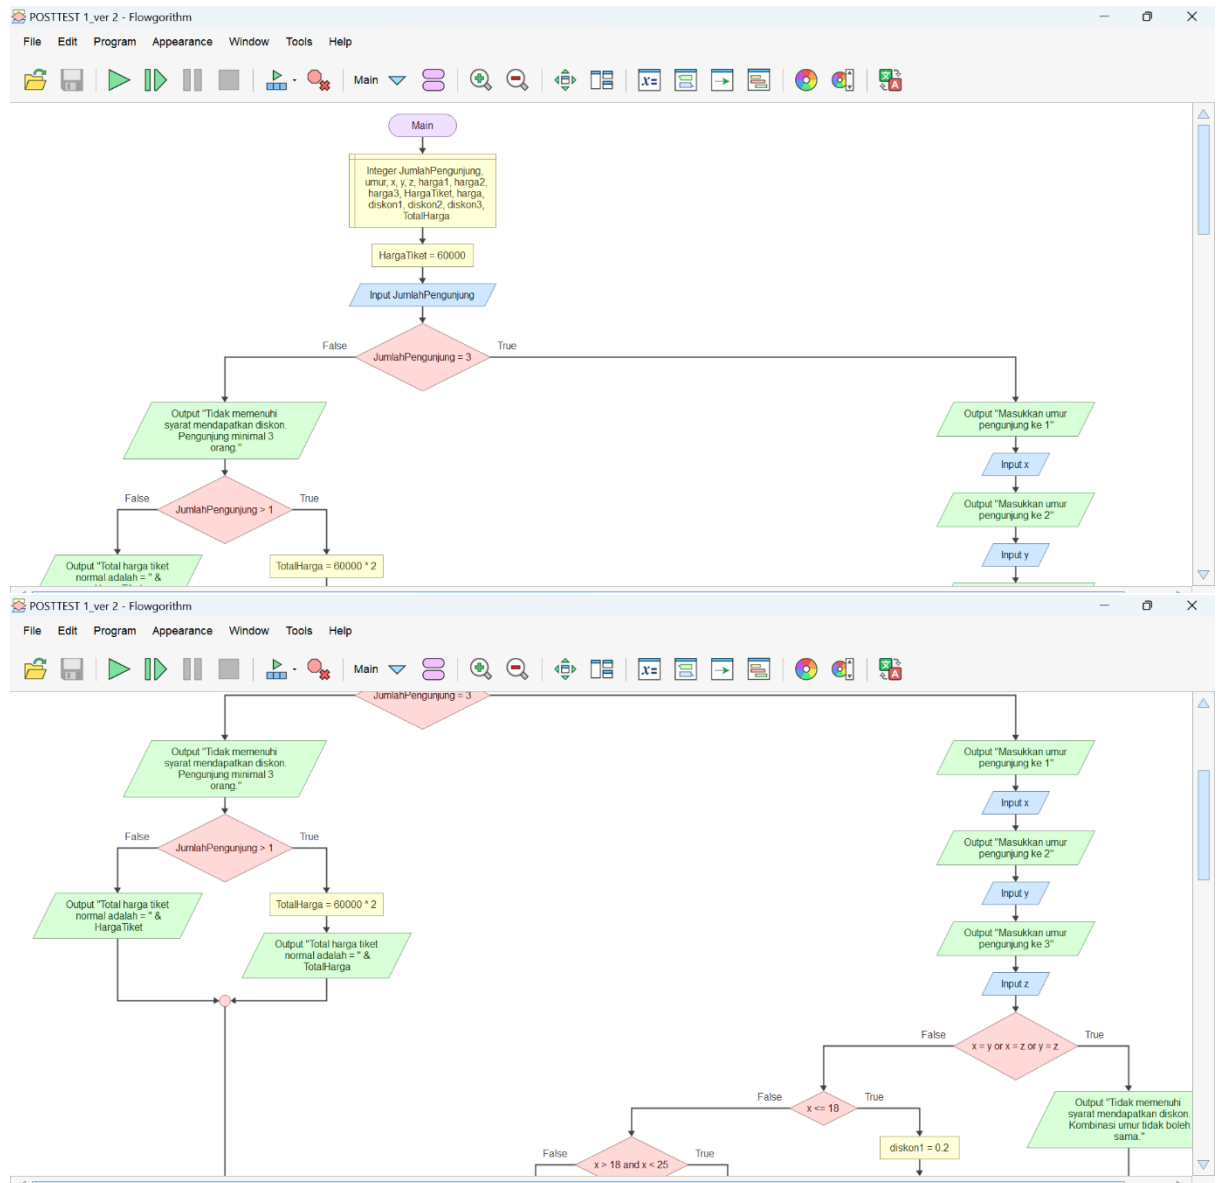 POSTTEST 1_ver 2 - Flowgorithm
File Edit Program Appearance Window Tools Help
Main
Main
Integer JumlahPengunjung,
umur, x, y, z, harga1, harga2,
harga3, HargaTiket, harga,
diskon1, diskon2, diskon3,
TotalHarga
HargaTiket = 60000
Input JumlahPengunjung
False
True
JumlahPengunjung = 3
Output "Tidak memenuhi
syarat mendapatkan diskon.
Pengunjung minimal 3
orang."
Output "Masukkan umur
pengunjung ke 1"
Input x
False
True
JumlahPengunjung > 1
Output "Masukkan umur
pengunjung ke 2"
Input y
Output "Total harga tiket
normal adalah = " &
TotalHarga = 60000 * 2
POSTTEST 1_ver 2 - Flowgorithm
File Edit Program Appearance Window Tools Help
Main
JumlahPengunjung = 3
Output "Tidak memenuhi
syarat mendapatkan diskon.
Pengunjung minimal 3
orang."
Output "Masukkan umur
pengunjung ke 1"
Input x
False
True
JumlahPengunjung > 1
Output "Masukkan umur
pengunjung ke 2"
Input y
Output "Total harga tiket
normal adalah = " &
HargaTiket
TotalHarga = 60000 * 2
Output "Total harga tiket
normal adalah = " &
TotalHarga
Output "Masukkan umur
pengunjung ke 3"
Input z
False
True
x = y or x = z or y = z
False
True
x <= 18
Output "Tidak memenuhi
syarat mendapatkan diskon.
Kombinasi umur tidak boleh
sama."
diskon1 = 0.2
False
True
x > 18 and x < 25